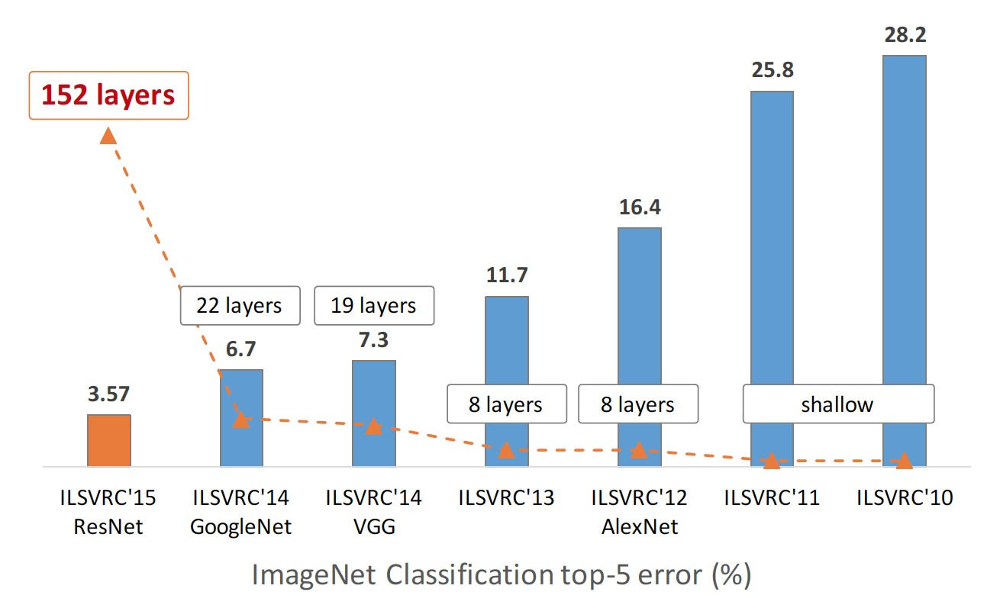 28.2
25.8
152 layers
16.4
11.7
22 layers
19 layers
7.3
6.7
3.57
8 layers
8 layers
shallow
ILSVRC'15
ResNet
ILSVRC'14
GoogleNet
ILSVRC'14
VGG
ILSVRC'13
ILSVRC'12
AlexNet
ILSVRC'11
ILSVRC'10
ImageNet Classification top-5 error (%)